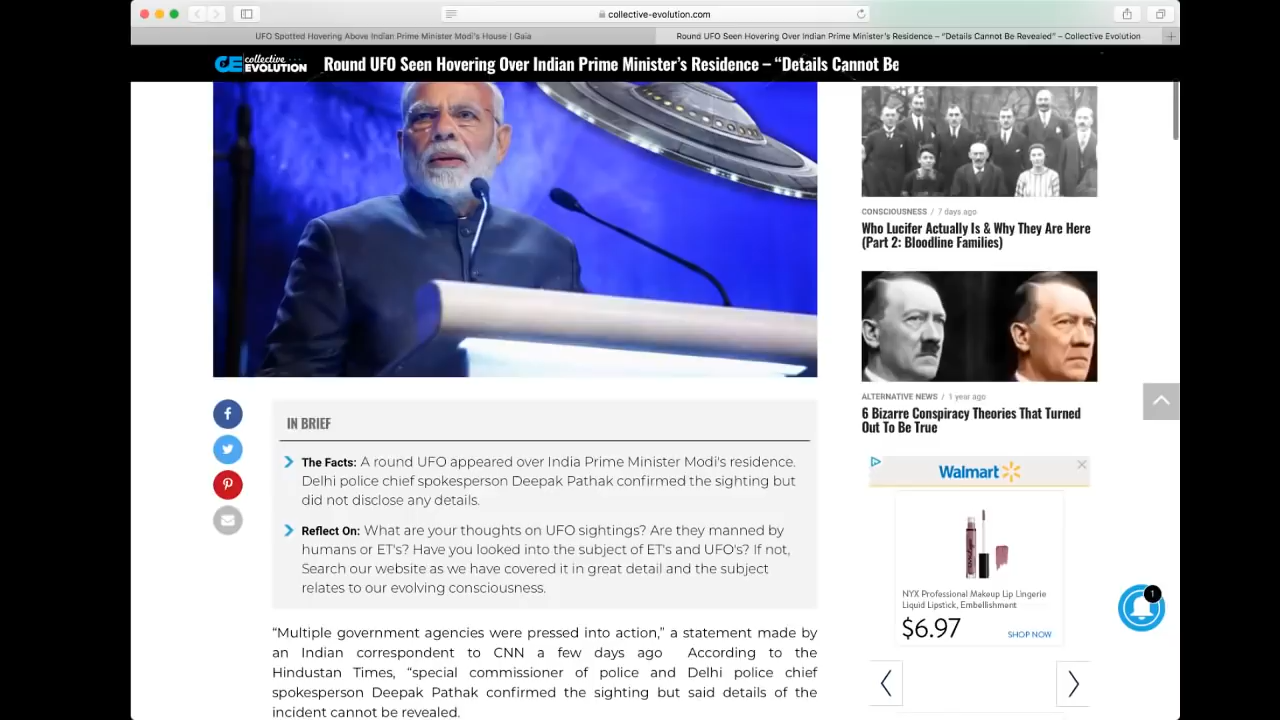 collective-evolution.com
UFO Spotted Hovering Above Indian Prime Minister Modi's House | Gaia
Round UFO Seen Hovering Over Indian Prime Minister's Residence – "Details Cannot Be Revealed" – Collective Evolution
CE collective EVOLUTION
Round UFO Seen Hovering Over Indian Prime Minister's Residence – "Details Cannot Be
CONSCIOUSNESS / 7 days ago
Who Lucifer Actually Is & Why They Are Here
(Part 2: Bloodline Families)
ALTERNATIVE NEWS / 1 year ago
6 Bizarre Conspiracy Theories That Turned
Out To Be True
IN BRIEF
The Facts: A round UFO appeared over India Prime Minister Modi's residence.
Delhi police chief spokesperson Deepak Pathak confirmed the sighting but
did not disclose any details.
Reflect On: What are your thoughts on UFO sightings? Are they manned by
humans or ET's? Have you looked into the subject of ET's and UFO's? If not,
Search our website as we have covered it in great detail and the subject
relates to our evolving consciousness.
"Multiple government agencies were pressed into action," a statement made by
an Indian correspondent to CNN a few days ago According to the
Hindustan Times, "special commissioner of police and Delhi police chief
spokesperson Deepak Pathak confirmed the sighting but said details of the
incident cannot be revealed.
Walmart
NYX Professional Makeup Lip Lingerie
Liquid Lipstick, Embellishment
$6.97
SHOP NOW
1